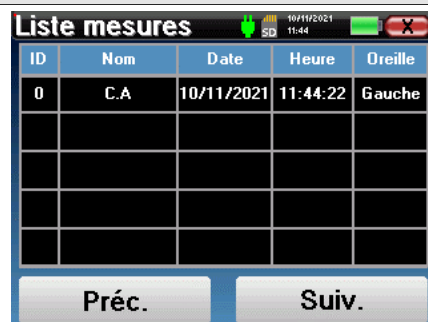 Liste mesures SD 10/11/2021 11:44 X
ID Nom Date Heure Oreille
0 C.A 10/11/2021 11:44:22 Gauche
Préc. Suiv.